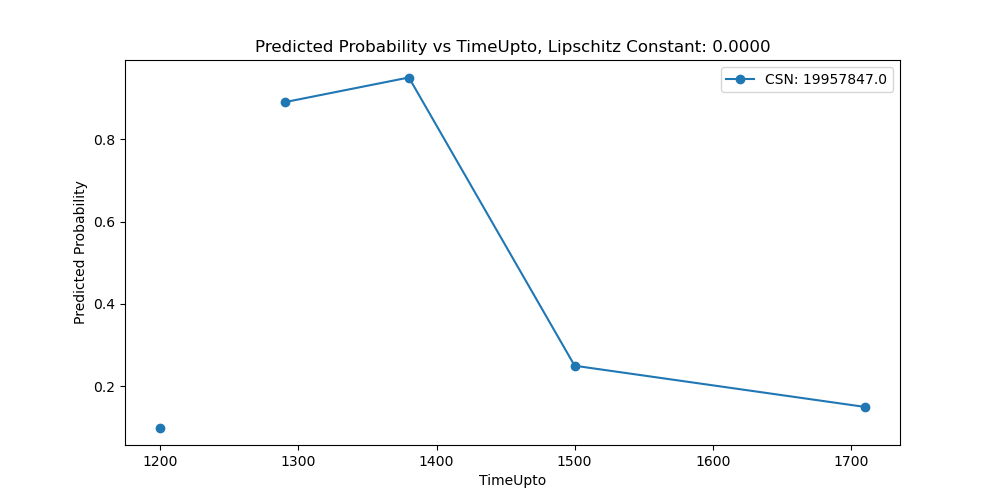 Predicted Probability vs TimeUpto, Lipschitz Constant: 0.0000
CSN: 19957847.0
Predicted Probability
0.8
0.6
0.4
0.2
1200 1300 1400 1500 1600 1700
TimeUpto